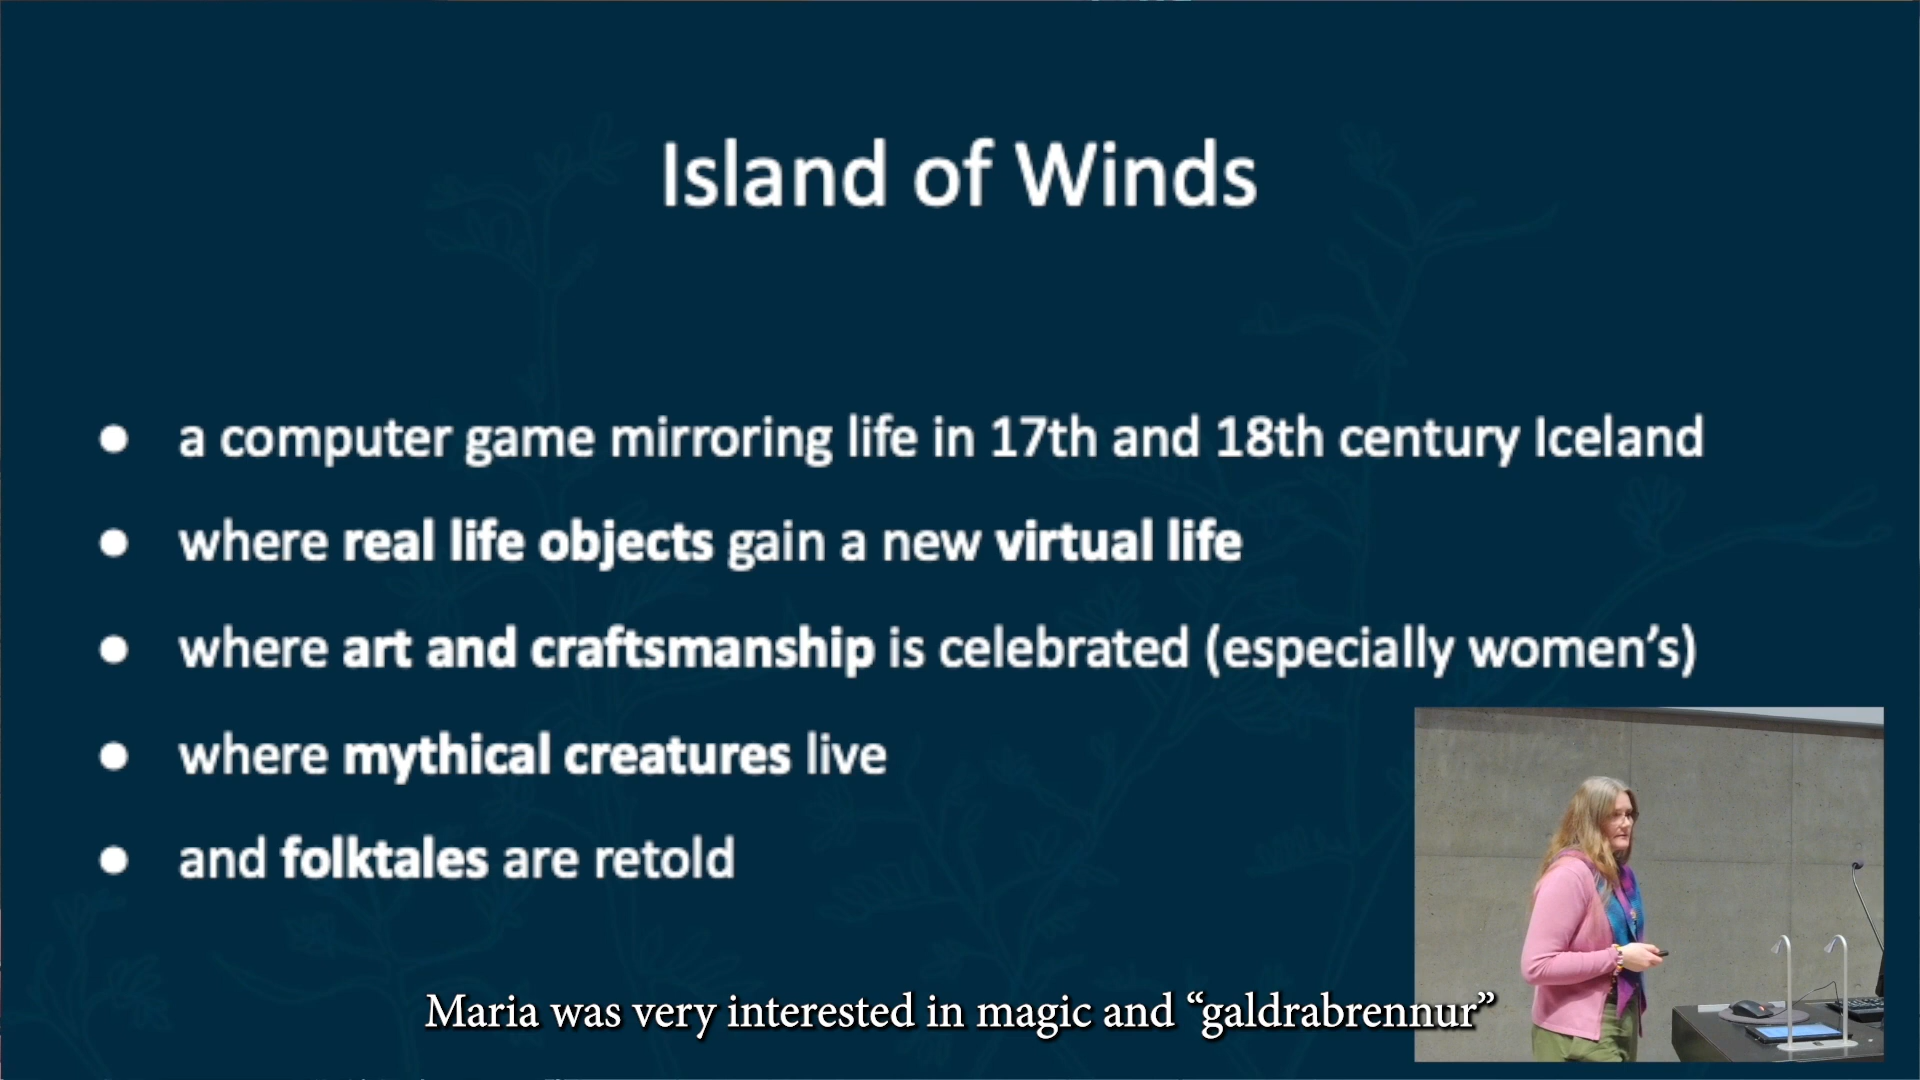 Island of Winds
● a computer game mirroring life in 17th and 18th century Iceland
● where real life objects gain a new virtual life
● where art and craftsmanship is celebrated (especially women’s)
● where mythical creatures live
● and folktales are retold
Maria was very interested in magic and “galdrabrennur”